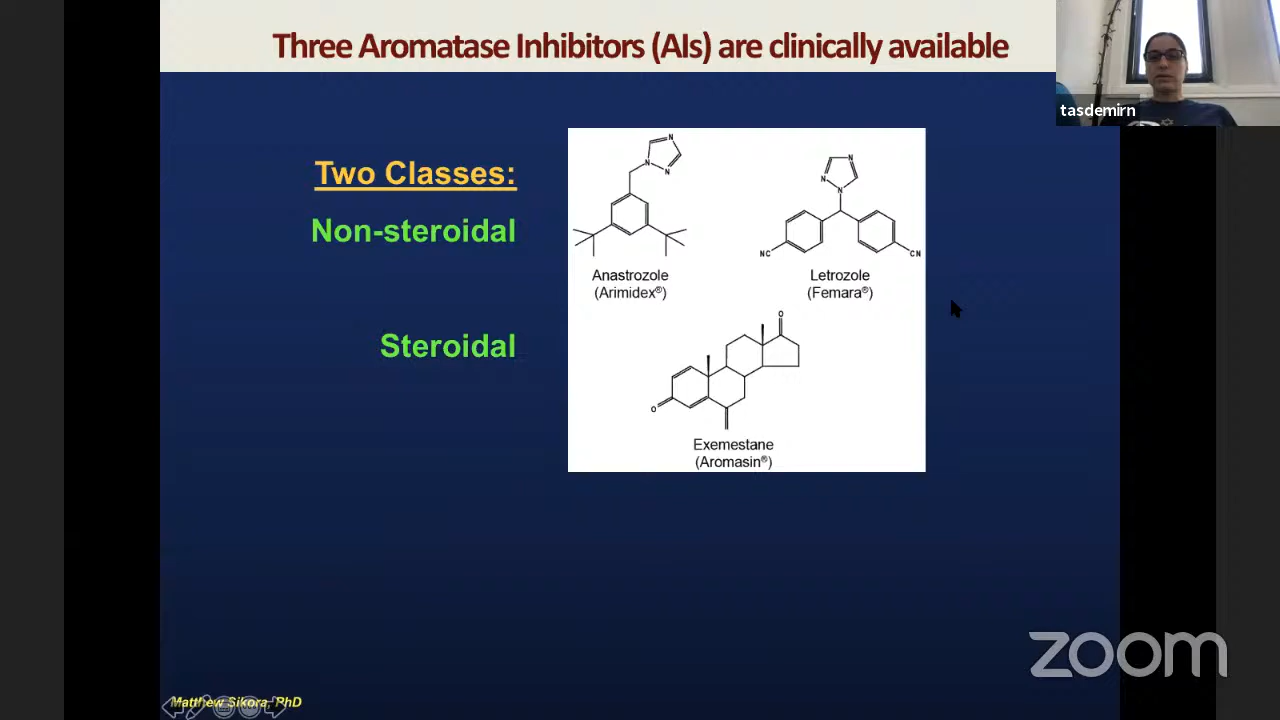 Three Aromatase Inhibitors (AIs) are clinically available
tasdemirn
Two Classes:
Non-steroidal
Steroidal
N
N
N
N
N
N
NC
CN
Anastrozole
(Arimidex®)
Letrozole
(Femara®)
O
O
Exemestane
(Aromasin®)
zoom
Matthew Sikora, PhD